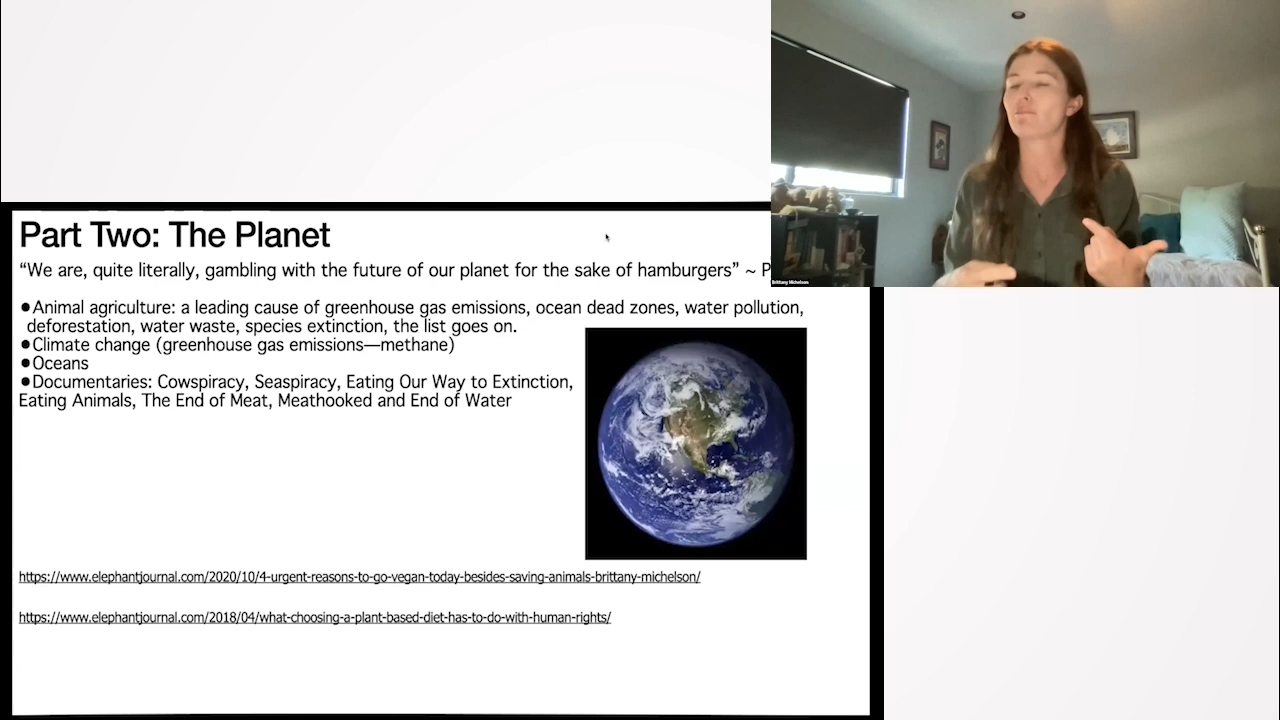 Part Two: The Planet
“We are, quite literally, gambling with the future of our planet for the sake of hamburgers” ~ P
●Animal agriculture: a leading cause of greenhouse gas emissions, ocean dead zones, water pollution,
deforestation, water waste, species extinction, the list goes on.
●Climate change (greenhouse gas emissions—methane)
●Oceans
●Documentaries: Cowspiracy, Seaspiracy, Eating Our Way to Extinction,
Eating Animals, The End of Meat, Meathooked and End of Water
https://www.elephantjournal.com/2020/10/4-urgent-reasons-to-go-vegan-today-besides-saving-animals-brittany-michelson/
https://www.elephantjournal.com/2018/04/what-choosing-a-plant-based-diet-has-to-do-with-human-rights/
Brittany Michelson